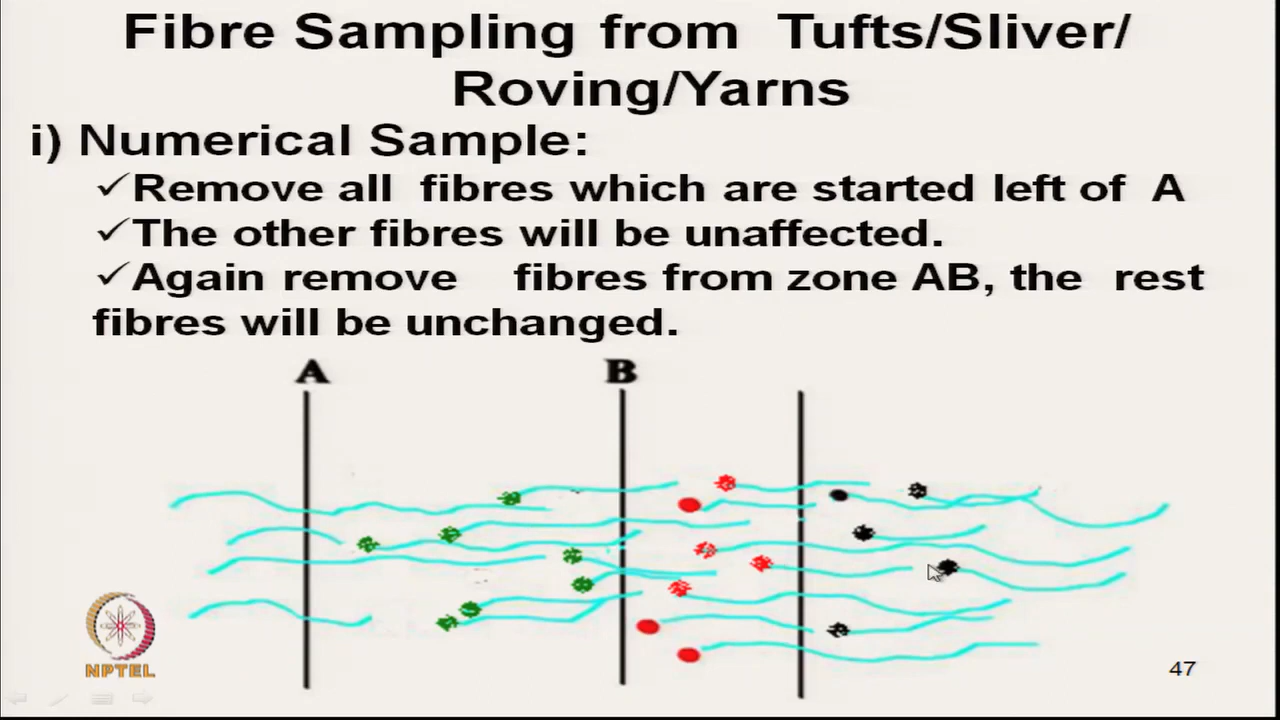 Fibre Sampling from Tufts/Sliver/
Roving/Yarns
i) Numerical Sample:
✓Remove all fibres which are started left of A
✓The other fibres will be unaffected.
✓Again remove fibres from zone AB, the rest
fibres will be unchanged.
A B
NPTEL
47